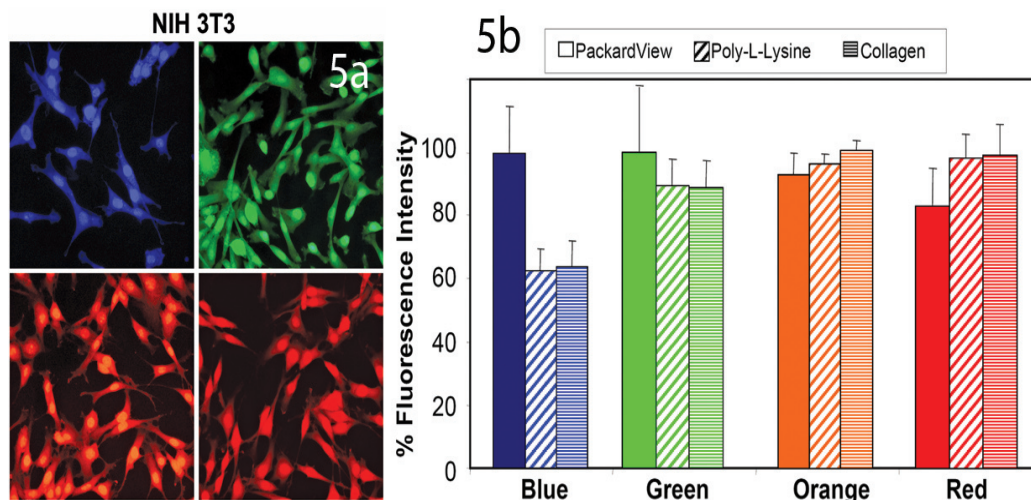 NIH 3T3
5a
5b
PackardView Poly-L-Lysine Collagen
% Fluorescence Intensity
100
80
60
40
20
0
Blue Green Orange Red